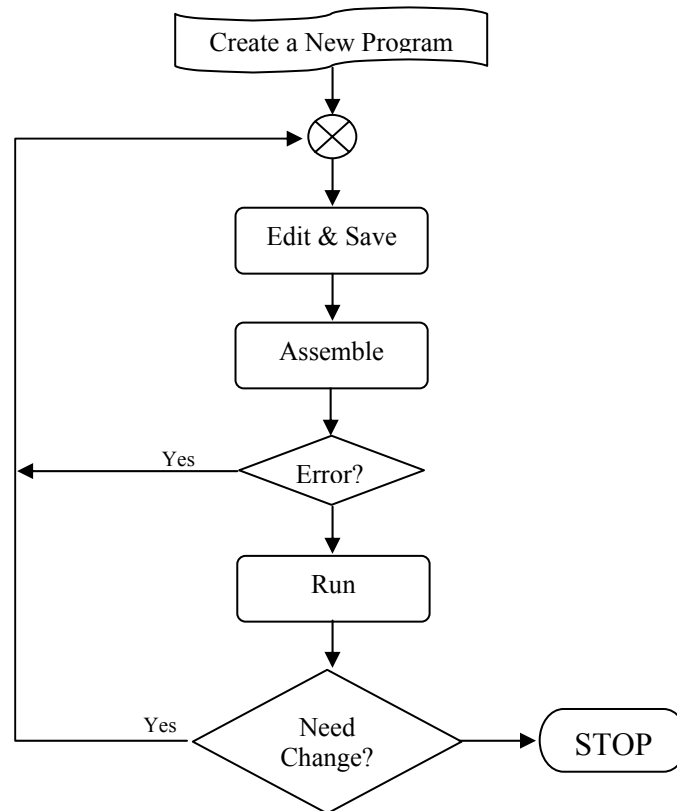 Create a New Program
Edit & Save
Assemble
Yes
Error?
Run
Yes
Need
Change?
STOP